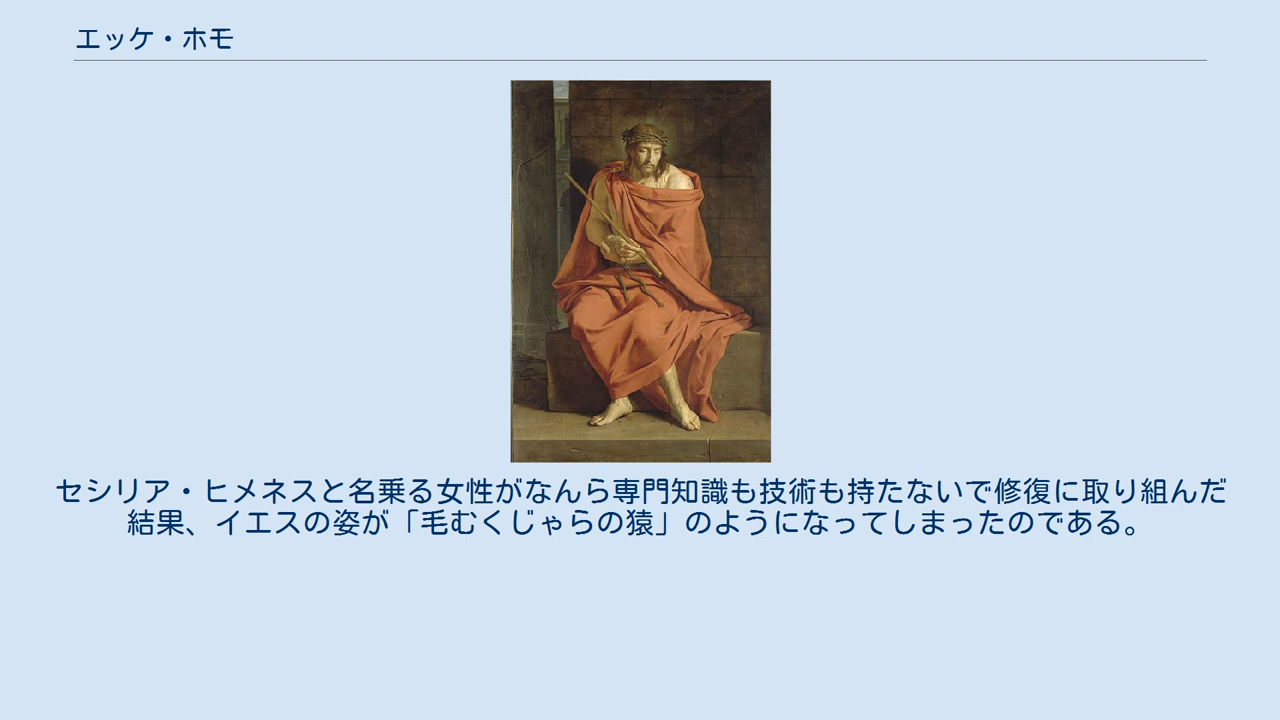 エッケ・ホモ
セシリア・ヒメネスと名乗る女性がなんら専門知識も技術も持たないで修復に取り組んだ
結果、イエスの姿が「毛むくじゃらの猿」のようになってしまったのである。